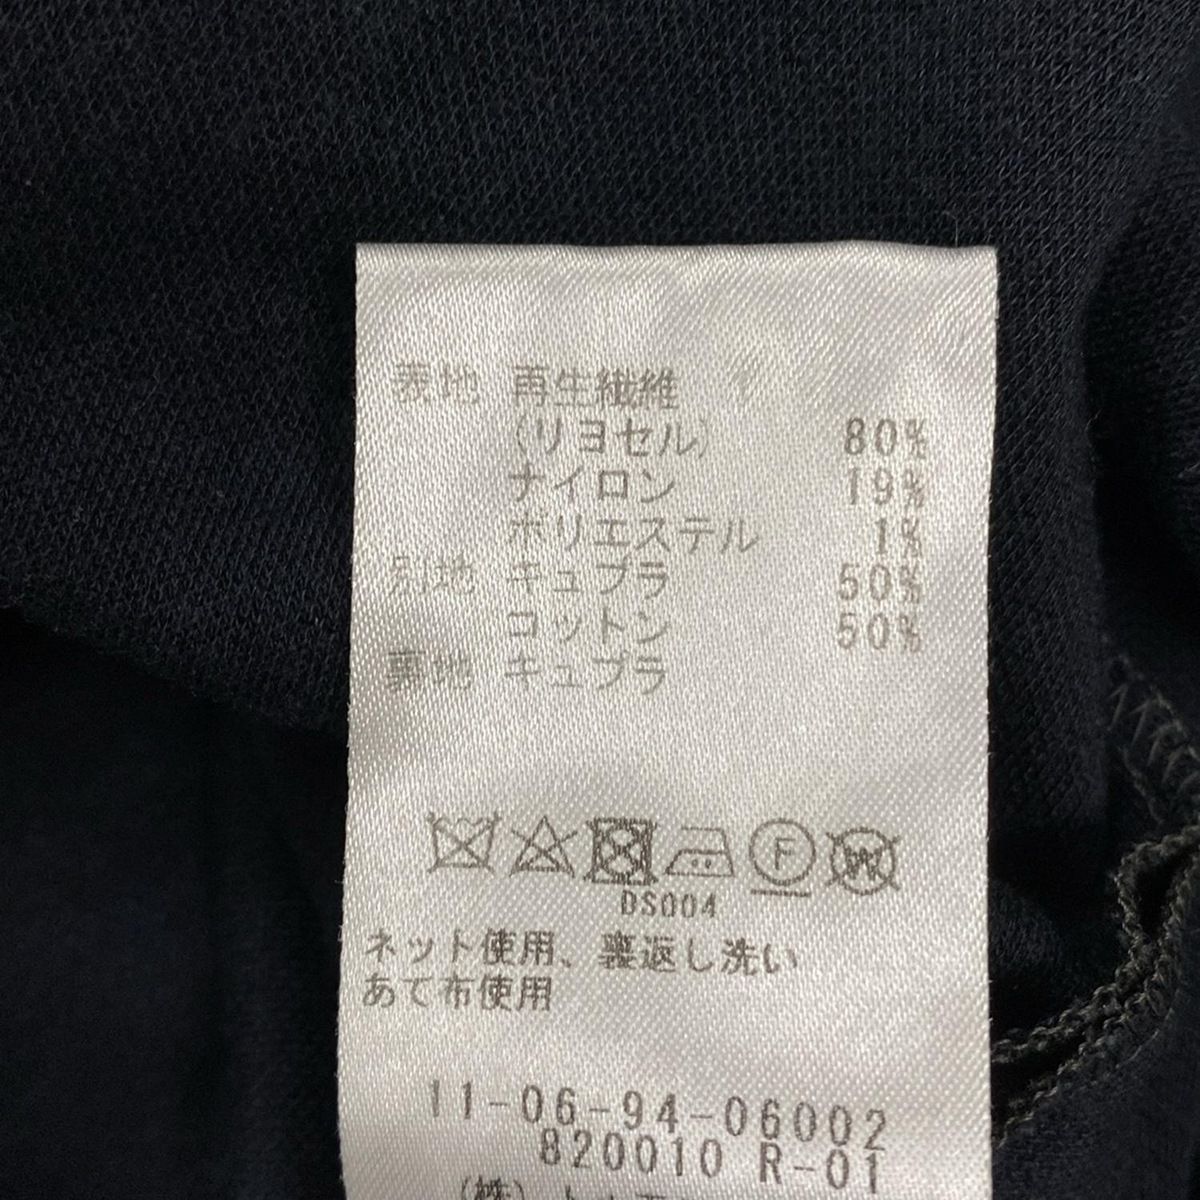 表地 再生繊維
(リヨセル) 80%
ナイロン 19%
ポリエステル 1%
別地 キュプラ 50%
コットン 50%
裏地 キュプラ
F W
DS004
ネット使用、裏返し洗い
あて布使用
11-06-94-06002
820010 R-01
(株)